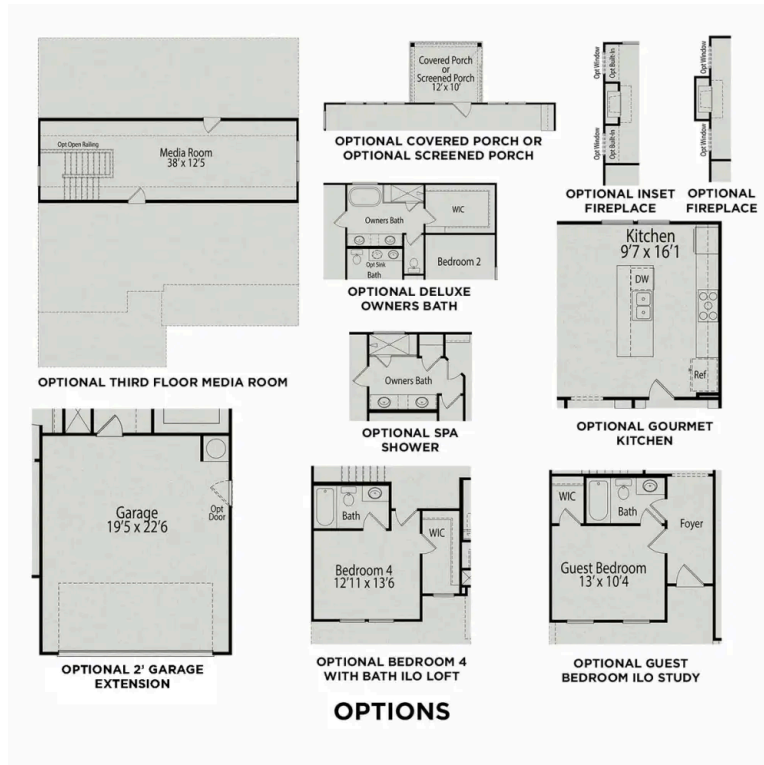 Opt Open Railing
Media Room
38' x 12'5
OPTIONAL THIRD FLOOR MEDIA ROOM
Covered Porch
or
Screened Porch
12' x 10'
OPTIONAL COVERED PORCH OR
OPTIONAL SCREENED PORCH
Opt Window
Opt Built-In
Opt Window
Opt Built-In
OPTIONAL INSET
FIREPLACE
Opt Window
Opt Window
OPTIONAL
FIREPLACE
Owners Bath
WIC
Opt Sink
Bath
Bedroom 2
OPTIONAL DELUXE
OWNERS BATH
Kitchen
9'7 x 16'1
DW
Ref
OPTIONAL GOURMET
KITCHEN
Owners Bath
OPTIONAL SPA
SHOWER
Garage
19'5 x 22'6
Opt
Door
OPTIONAL 2' GARAGE
EXTENSION
Bath
WIC
Bedroom 4
12'11 x 13'6
OPTIONAL BEDROOM 4
WITH BATH ILO LOFT
WIC
Bath
Foyer
Guest Bedroom
13' x 10'4
OPTIONAL GUEST
BEDROOM ILO STUDY
OPTIONS